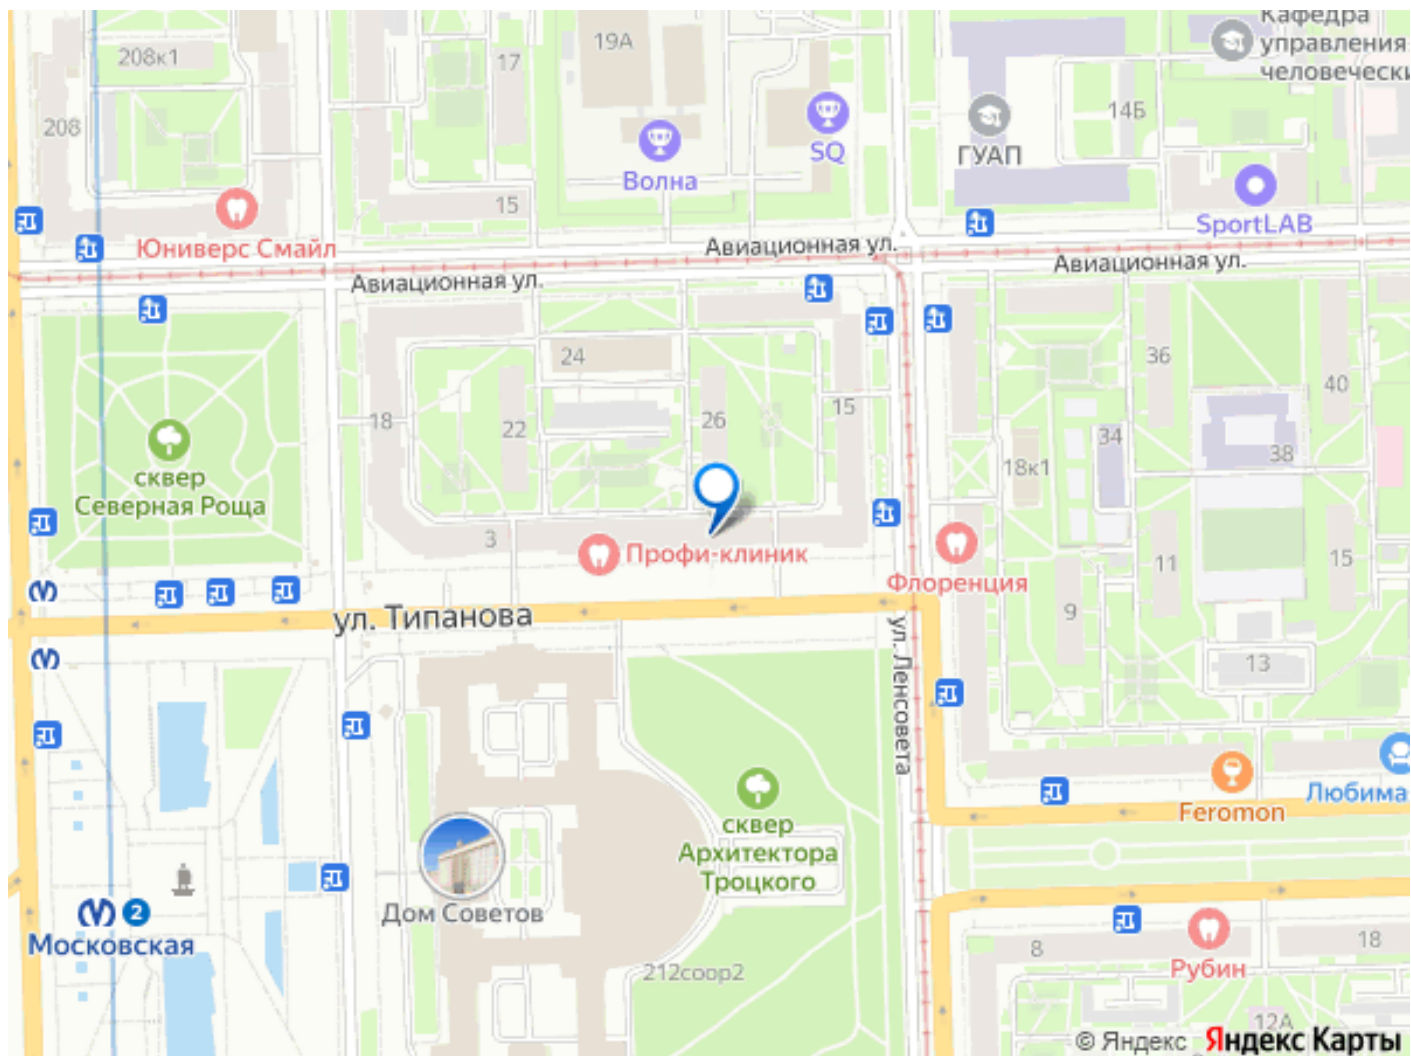 Кафедра
управления
человечески
19А
208к1
17
14Б
208
SQ
ГУАП
Волна
15
SportLAB
Юниверс Смайл
Авиационная ул.
Авиационная ул.
Авиационная ул.
24
36
40
15
18
22
26
34
38
18к1
сквер
Северная Роща
3
Профи-клиник
Флоренция
11
15
9
ул. Типанова
13
ул. Ленсовета
Feromon
Любима
сквер
Архитектора
Троцкого
Дом Советов
2
Московская
212соор2
8
18
Рубин
12А
© Яндекс Яндекс Карты